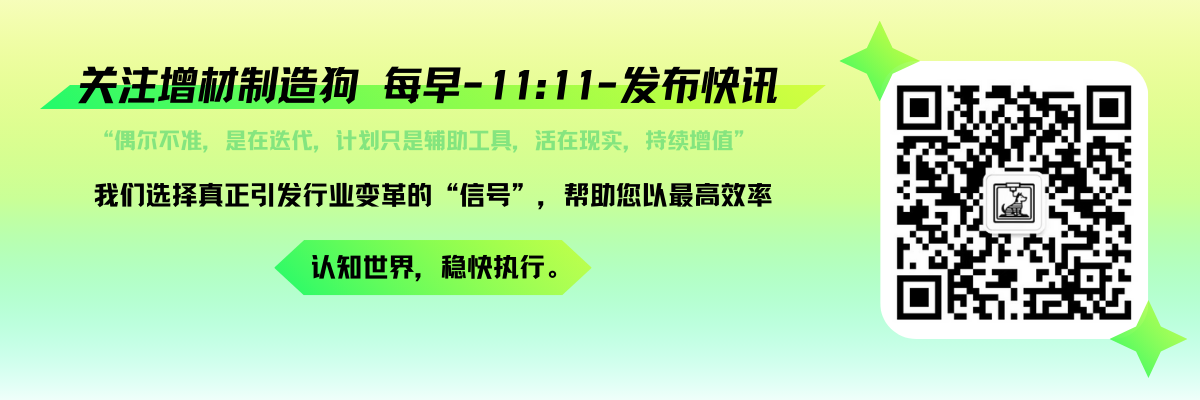 关注增材制造狗 每早-11:11-发布快讯
“偶尔不准，是在迭代，计划只是辅助工具，活在现实，持续增值”
我们选择真正引发行业变革的“信号”，帮助您以最高效率
认知世界，稳快执行。